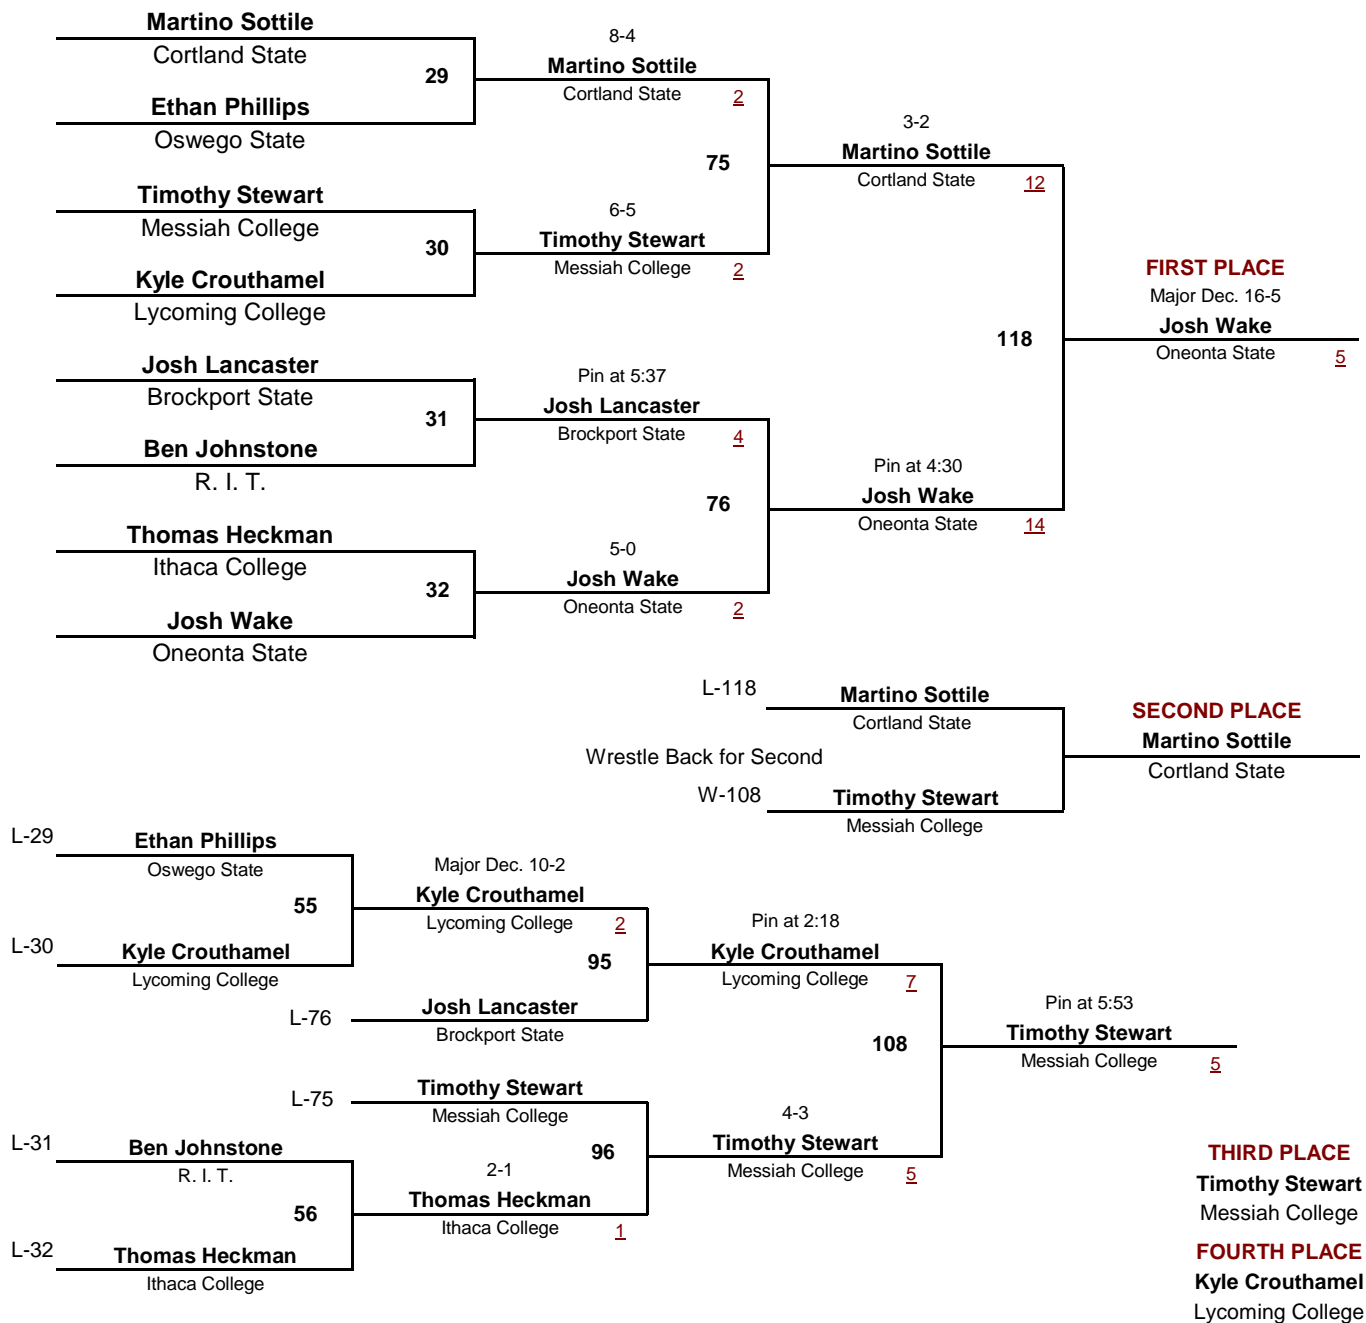 Martino Sottile
Cortland State
29
Ethan Phillips
Oswego State
8-4
Martino Sottile
Cortland State 2
75
Timothy Stewart
Messiah College
30
Kyle Crouthamel
Lycoming College
6-5
Timothy Stewart
Messiah College 2
3-2
Martino Sottile
Cortland State 12
118
Josh Lancaster
Brockport State
31
Ben Johnstone
R. I. T.
Pin at 5:37
Josh Lancaster
Brockport State 4
76
Thomas Heckman
Ithaca College
32
Josh Wake
Oneonta State
5-0
Josh Wake
Oneonta State 2
Pin at 4:30
Josh Wake
Oneonta State 14
FIRST PLACE
Major Dec. 16-5
Josh Wake
Oneonta State 5
L-118 Martino Sottile
Cortland State
Wrestle Back for Second
W-108 Timothy Stewart
Messiah College
SECOND PLACE
Martino Sottile
Cortland State
L-29 Ethan Phillips
Oswego State
55
L-30 Kyle Crouthamel
Lycoming College
Major Dec. 10-2
Kyle Crouthamel
Lycoming College 2
95
L-76 Josh Lancaster
Brockport State
Pin at 2:18
Kyle Crouthamel
Lycoming College 7
108
L-75 Timothy Stewart
Messiah College
96
L-31 Ben Johnstone
R. I. T.
56
L-32 Thomas Heckman
Ithaca College
2-1
Thomas Heckman
Ithaca College 1
4-3
Timothy Stewart
Messiah College 5
Pin at 5:53
Timothy Stewart
Messiah College 5
THIRD PLACE
Timothy Stewart
Messiah College
FOURTH PLACE
Kyle Crouthamel
Lycoming College